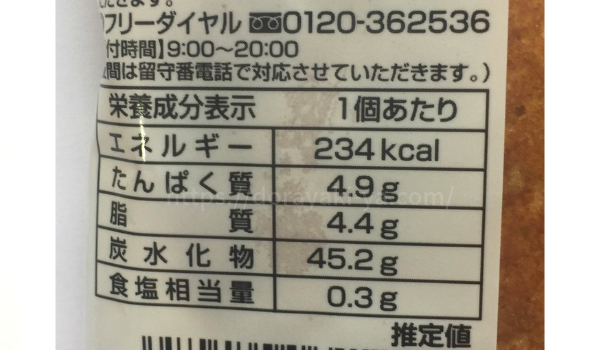 だきます。
)フリーダイヤル 0120-362536
付時間】9:00〜20:00
間は留守番電話で対応させていただきます。)
栄養成分表示 1個あたり
エネルギー 234kcal
たんぱく質 4.9g
脂質 4.4g
炭水化物 45.2g
食塩相当量 0.3g
推定値